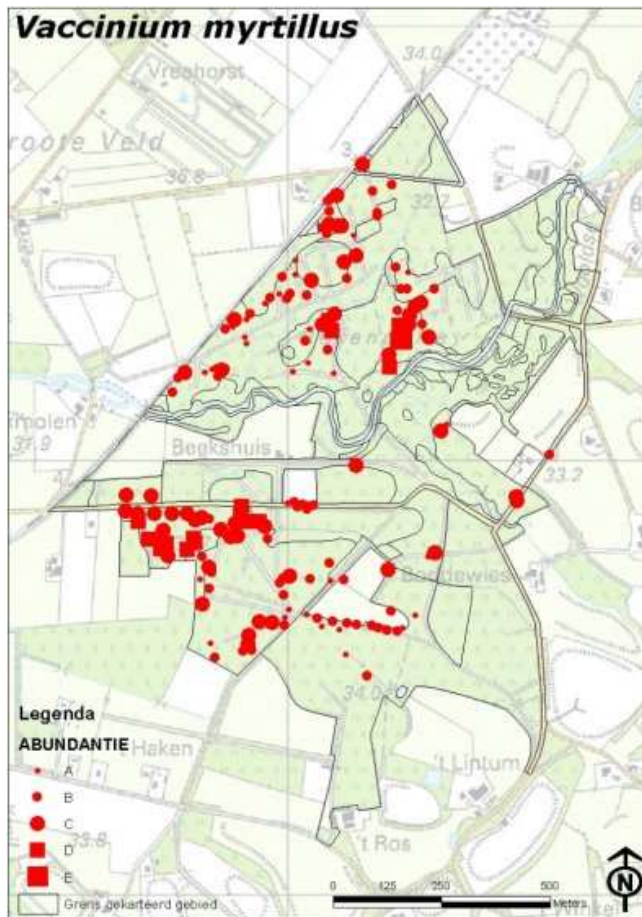 Vaccinium myrtillus
34.0
Vreehorst
roote Veld
3
36.8
32.2
molen
37.9
Beekshuis
33.2
Legenda
34.0
ABUNDANTIE
't Haken
't Lintum
A
B
C
D
33.8
't Ros
E
N
Grens gekarteerd gebied
0 125 250 500
Meters